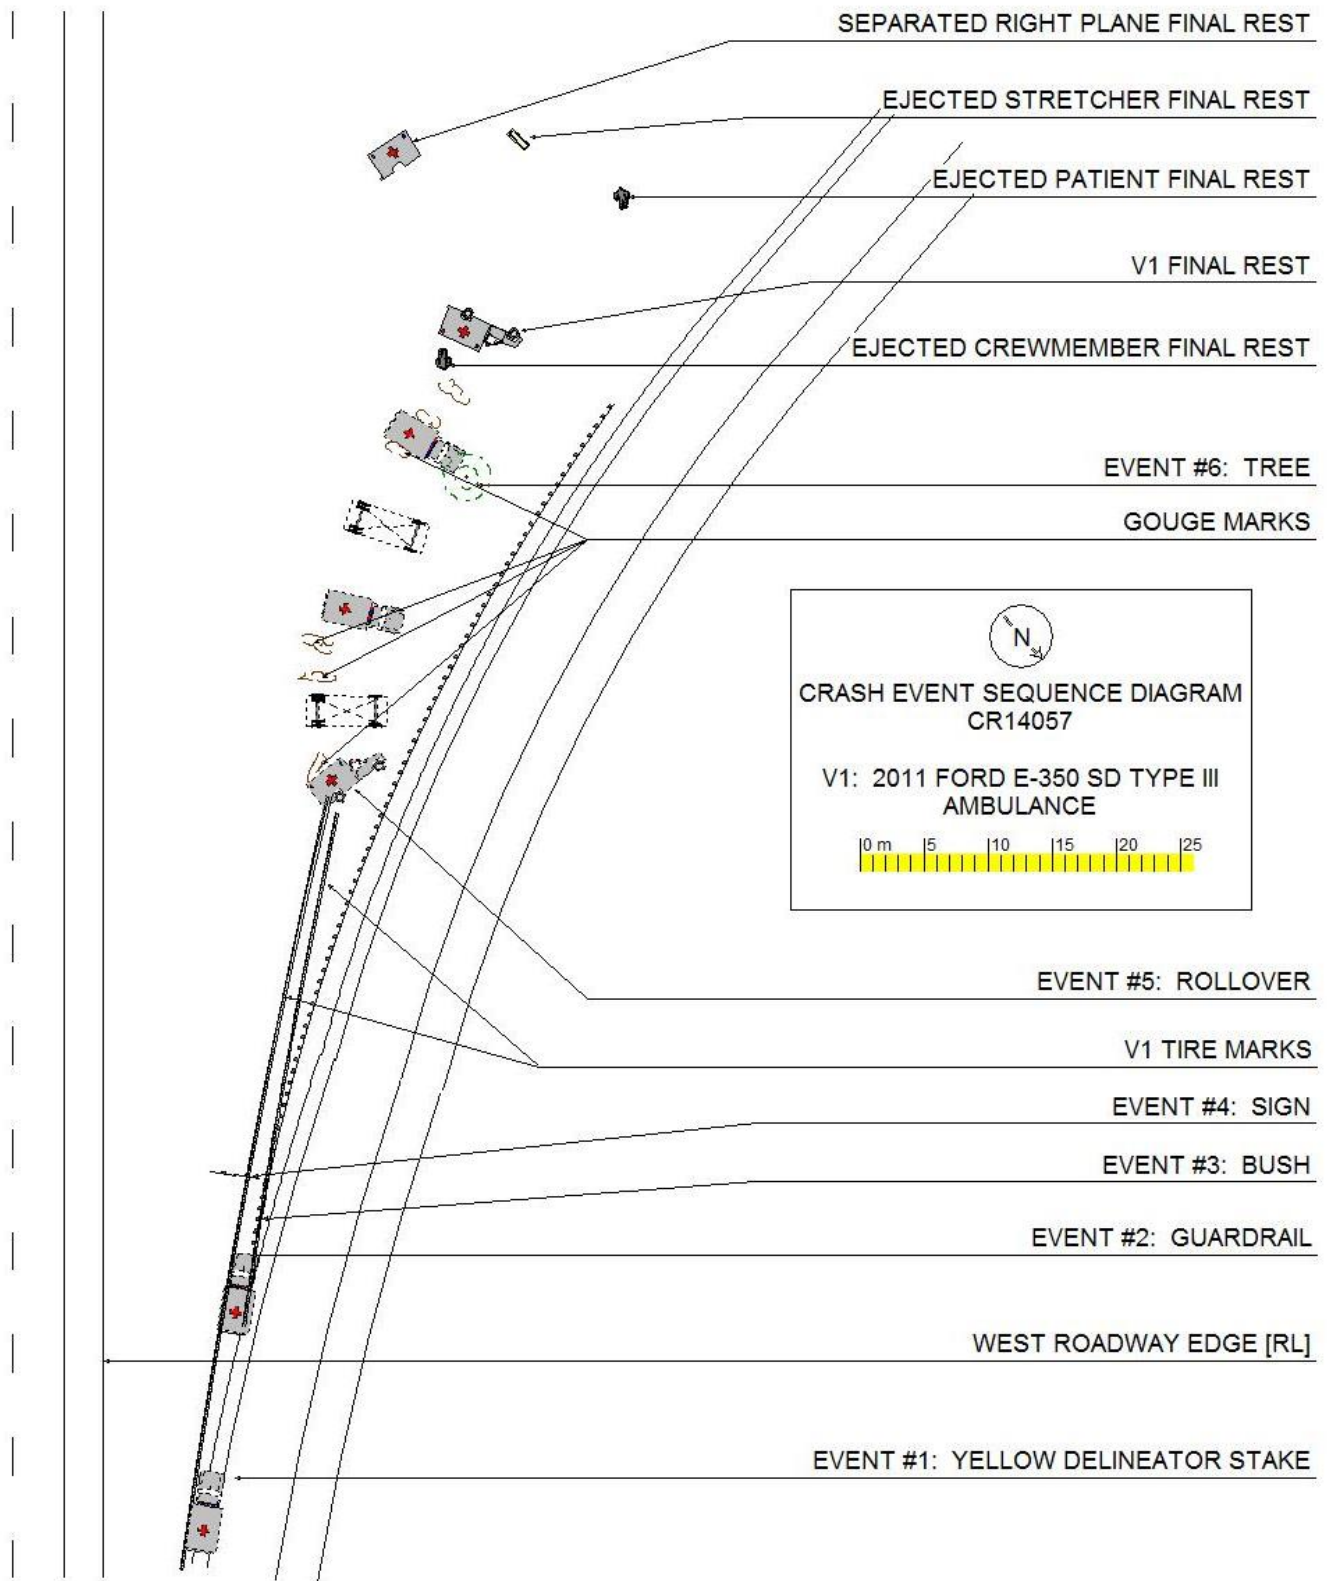 SEPARATED RIGHT PLANE FINAL REST
EJECTED STRETCHER FINAL REST
EJECTED PATIENT FINAL REST
V1 FINAL REST
EJECTED CREWMEMBER FINAL REST
EVENT #6: TREE
GOUGE MARKS
N
CRASH EVENT SEQUENCE DIAGRAM
CR14057
V1: 2011 FORD E-350 SD TYPE III
AMBULANCE
0 m 5 10 15 20 25
EVENT #5: ROLLOVER
V1 TIRE MARKS
EVENT #4: SIGN
EVENT #3: BUSH
EVENT #2: GUARDRAIL
WEST ROADWAY EDGE [RL]
EVENT #1: YELLOW DELINEATOR STAKE